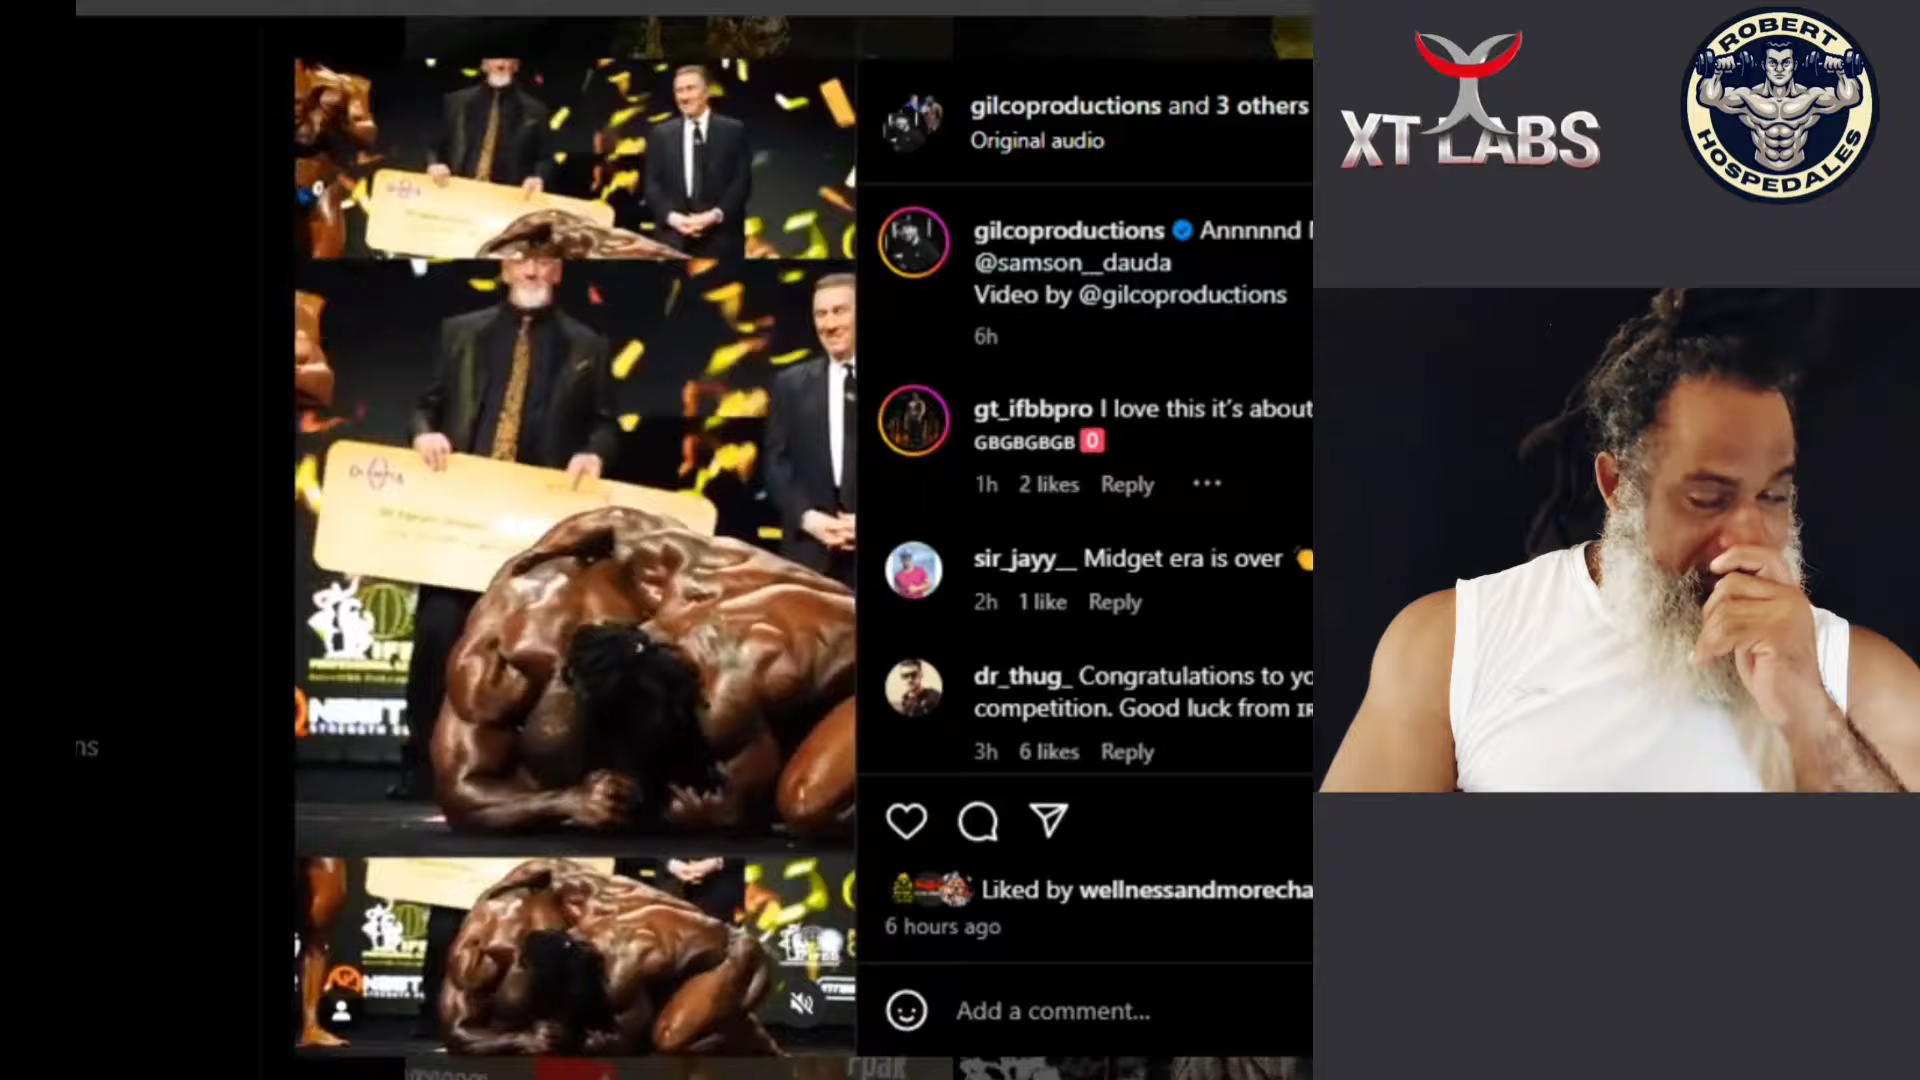 gilcoproductions and 3 others
Original audio
gilcoproductions Annnnnd
@samson__dauda
Video by @gilcoproductions
6h
gt_ifbbpro I love this it's about
GBGBGBGB 0
1h 2 likes Reply
sir_jayy__ Midget era is over
2h 1 like Reply
dr_thug_ Congratulations to yo
competition. Good luck from IR
3h 6 likes Reply
Liked by wellnessandmorecha
6 hours ago
Add a comment...
ns
XT LABS
ROBERT
HOSPEDALES